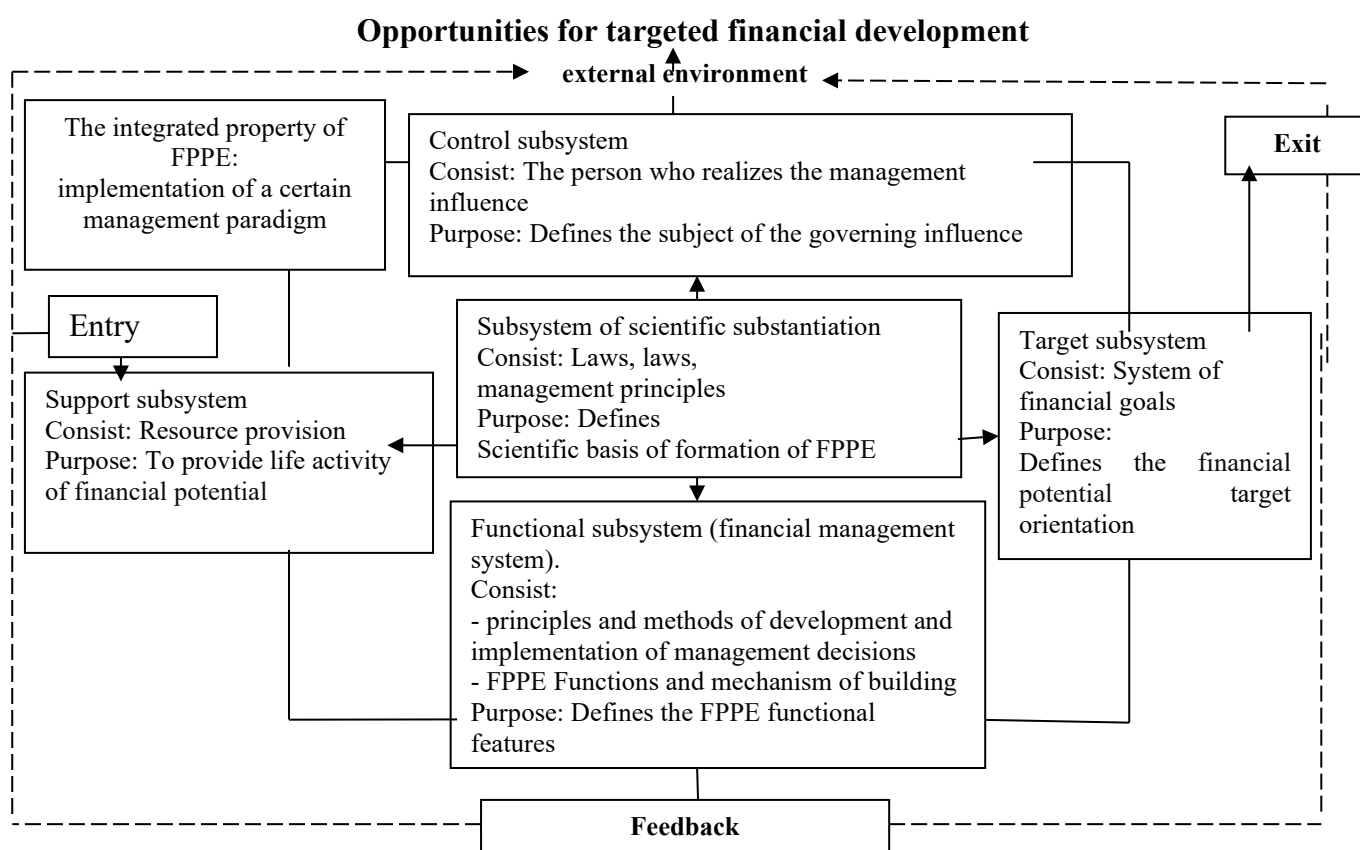 Opportunities for targeted financial development
external environment
The integrated property of
FPPE:
implementation of a certain
management paradigm
Control subsystem
Consist: The person who realizes the management
influence
Purpose: Defines the subject of the governing influence
Exit
Entry
Support subsystem
Consist: Resource provision
Purpose: To provide life activity
of financial potential
Subsystem of scientific substantiation
Consist: Laws, laws,
management principles
Purpose: Defines
Scientific basis of formation of FPPE
Target subsystem
Consist: System of
financial goals
Purpose:
Defines the financial
potential target
orientation
Functional subsystem (financial management
system).
Consist:
- principles and methods of development and
implementation of management decisions
- FPPE Functions and mechanism of building
Purpose: Defines the FPPE functional
features
Feedback